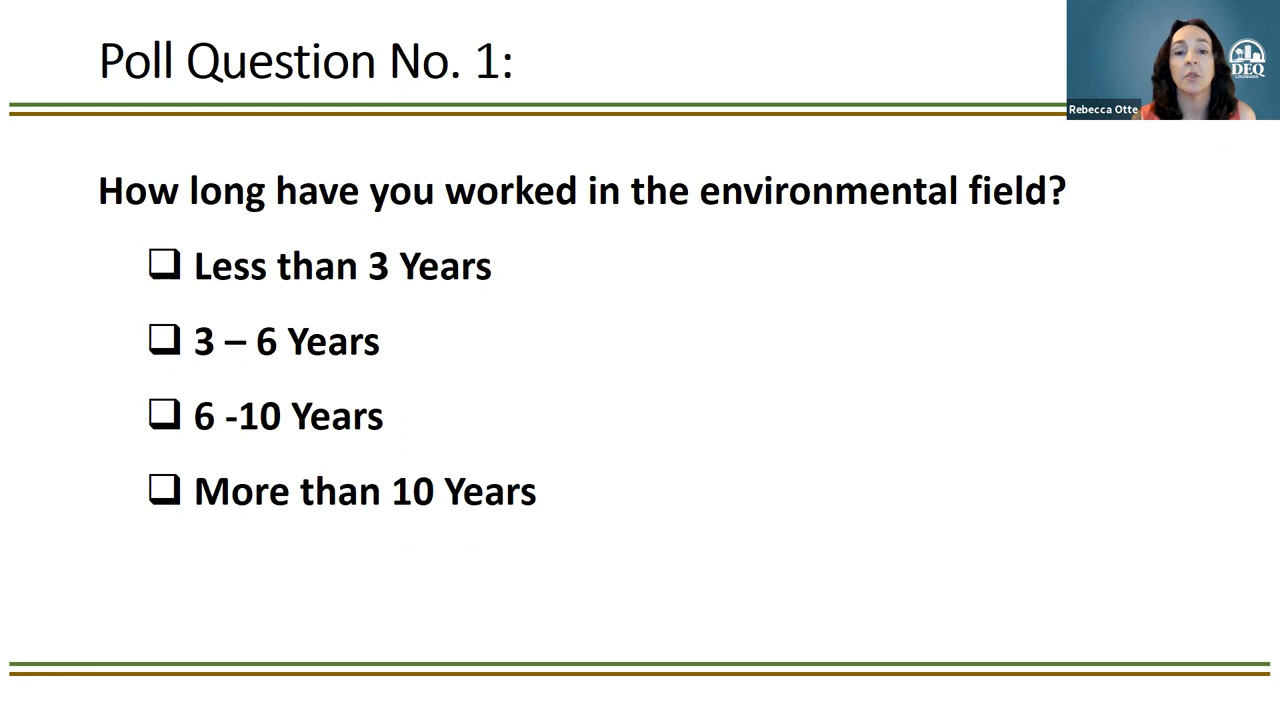 Poll Question No. 1:
DEQ
LOUISIANA
Rebecca Otte
How long have you worked in the environmental field?
Less than 3 Years
3 – 6 Years
6 -10 Years
More than 10 Years